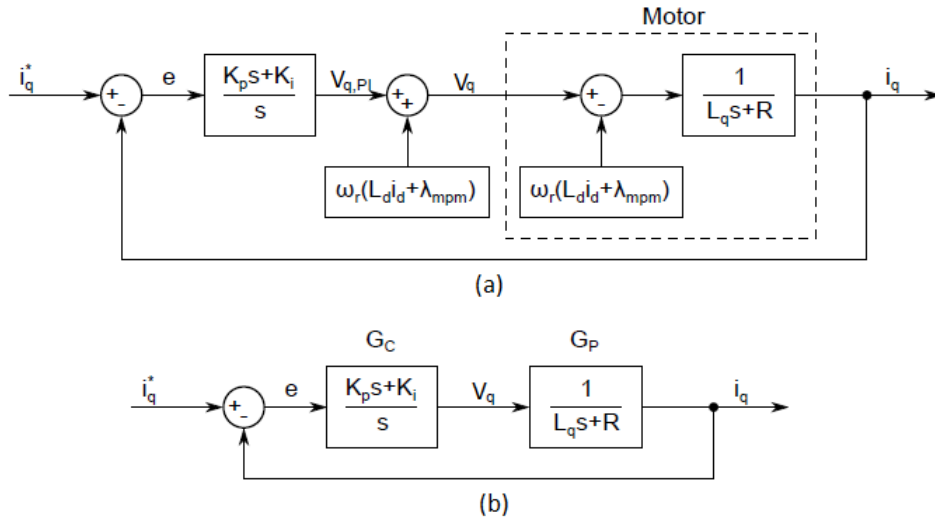 Motor
i*q e Kps+Ki Vq,PI Vq 1 iq
s Lqs+R
+ - + + + -
ωr(Ldid+λmpm) ωr(Ldid+λmpm)
(a)
GC GP
i*q e Kps+Ki Vq 1 iq
s Lqs+R
+ -
(b)